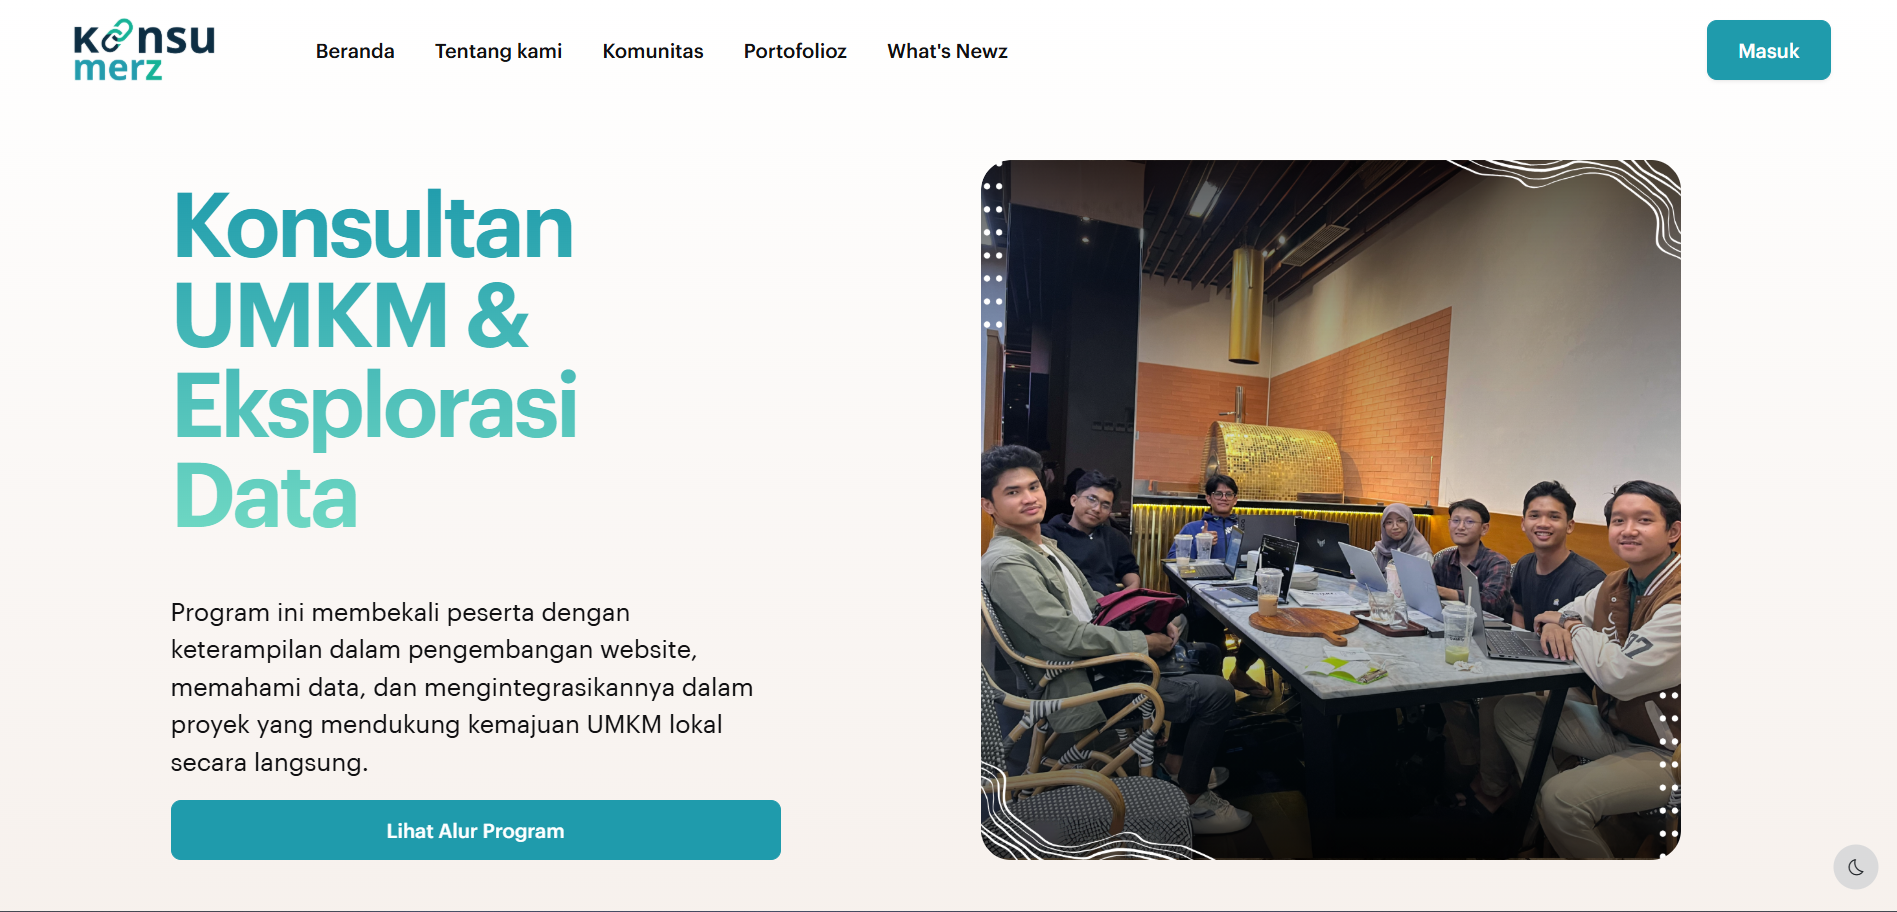 Konsu
merz
Beranda
Tentang kami
Komunitas
Portofolioz
What's Newz
Masuk
Konsultan
UMKM &
Eksplorasi
Data
Program ini membekali peserta dengan
keterampilan dalam pengembangan website,
memahami data, dan mengintegrasikannya dalam
proyek yang mendukung kemajuan UMKM lokal
secara langsung.
Lihat Alur Program